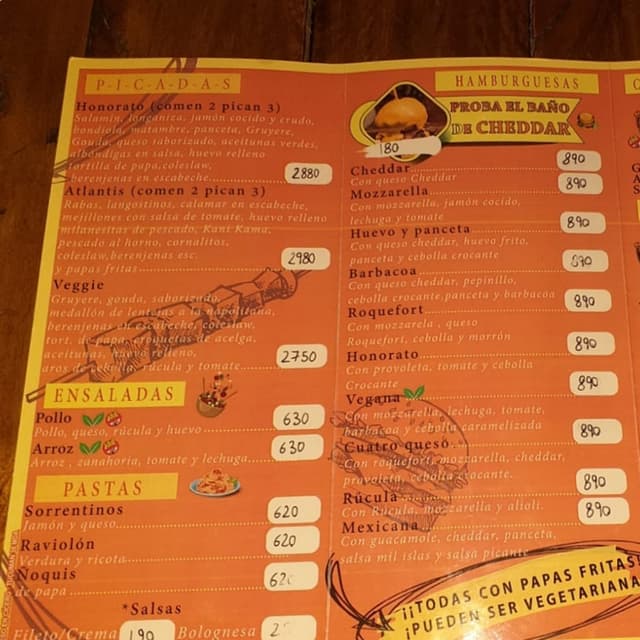 P-I-C-A-D-A-S
Honorato (comen 2 pican 3)
Salamín, longaniza, jamón cocido y crudo,
bondiola, matambre, panceta, Gruyere,
Gouda, queso saborizado, aceitunas verdes,
albóndigas en salsa, huevo relleno
tortilla de papa, coleslaw,
berenjenas en escabeche 2880
Atlantis (comen 2 pican 3)
Rabas, langostinos, calamar en escabeche,
mejillones con salsa de tomate, huevo relleno
milanesitas de pescado, Kani Kama,
pescado al horno, cornalitos,
coleslaw, berenjenas esc. 2980
y papas fritas
Veggie
Gruyere, gouda, saborizado,
medallón de lentejas a la napolitana,
berenjenas en escabeche, coleslaw,
tort. de papa, croquetas de acelga,
aceitunas, huevo relleno,
aros de cebolla, rúcula y tomate 2750
ENSALADAS
Pollo 630
Pollo, queso, rúcula y huevo
Arroz 630
Arroz, zanahoria, tomate y lechuga
PASTAS
Sorrentinos 620
Jamón y queso
Raviolón 620
Verdura y ricota
Ñoquis
de papa
*Salsas
Fileto/Crema 190 Bolognesa
HAMBURGUESAS
PROBA EL BAÑO
DE CHEDDAR
180
Cheddar 890
Con queso Cheddar
Mozzarella 890
Con mozzarella, jamón cocido,
lechuga y tomate
Huevo y panceta 890
Con queso cheddar, huevo frito,
panceta y cebolla crocante
Barbacoa 890
Con queso cheddar, pepinillo,
cebolla crocante, panceta y barbacoa
Roquefort 890
Con mozzarela, queso
Roquefort, cebolla y morrón
Honorato 890
Con provoleta, tomate y cebolla
Crocante
Vegana 890
Con mozzarella, lechuga, tomate,
barbacoa y cebolla caramelizada
Cuatro queso 890
Con roquefort, mozzarella, cheddar,
provoleta, cebolla crocante.
Rúcula 890
Con Rúcula, mozzarella y alioli.
Mexicana 890
Con guacamole, cheddar, panceta,
salsa mil islas y salsa picante
¡¡TODAS CON PAPAS FRITAS!
¡PUEDEN SER VEGETARIANA